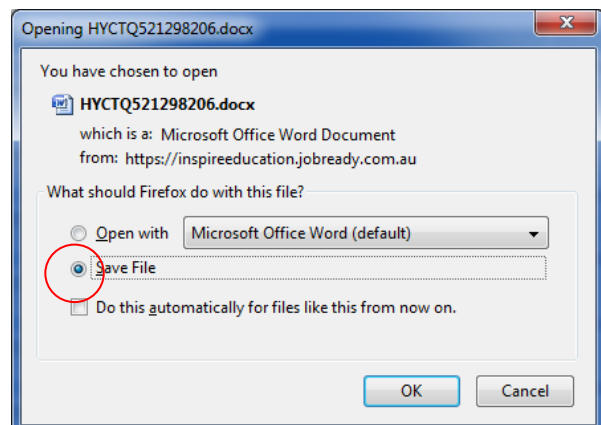 Opening HYCTQ521298206.docx
You have chosen to open
HYCTQ521298206.docx
which is a: Microsoft Office Word Document
from: https://inspireeducation.jobready.com.au
What should Firefox do with this file?
Open with Microsoft Office Word (default)
Save File
Do this automatically for files like this from now on.
OK Cancel